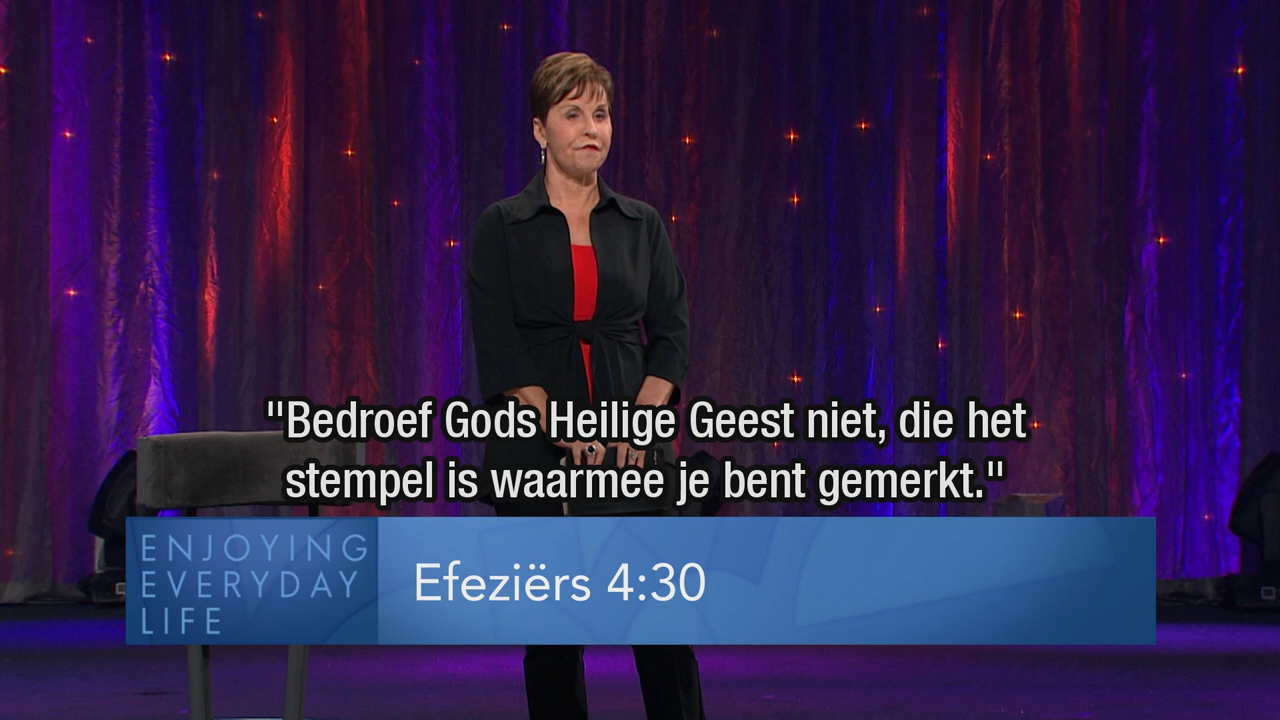 "Bedroef Gods Heilige Geest niet, die het
stempel is waarmee je bent gemerkt."
ENJOYING
EVERYDAY
LIFE
Efeziërs 4:30